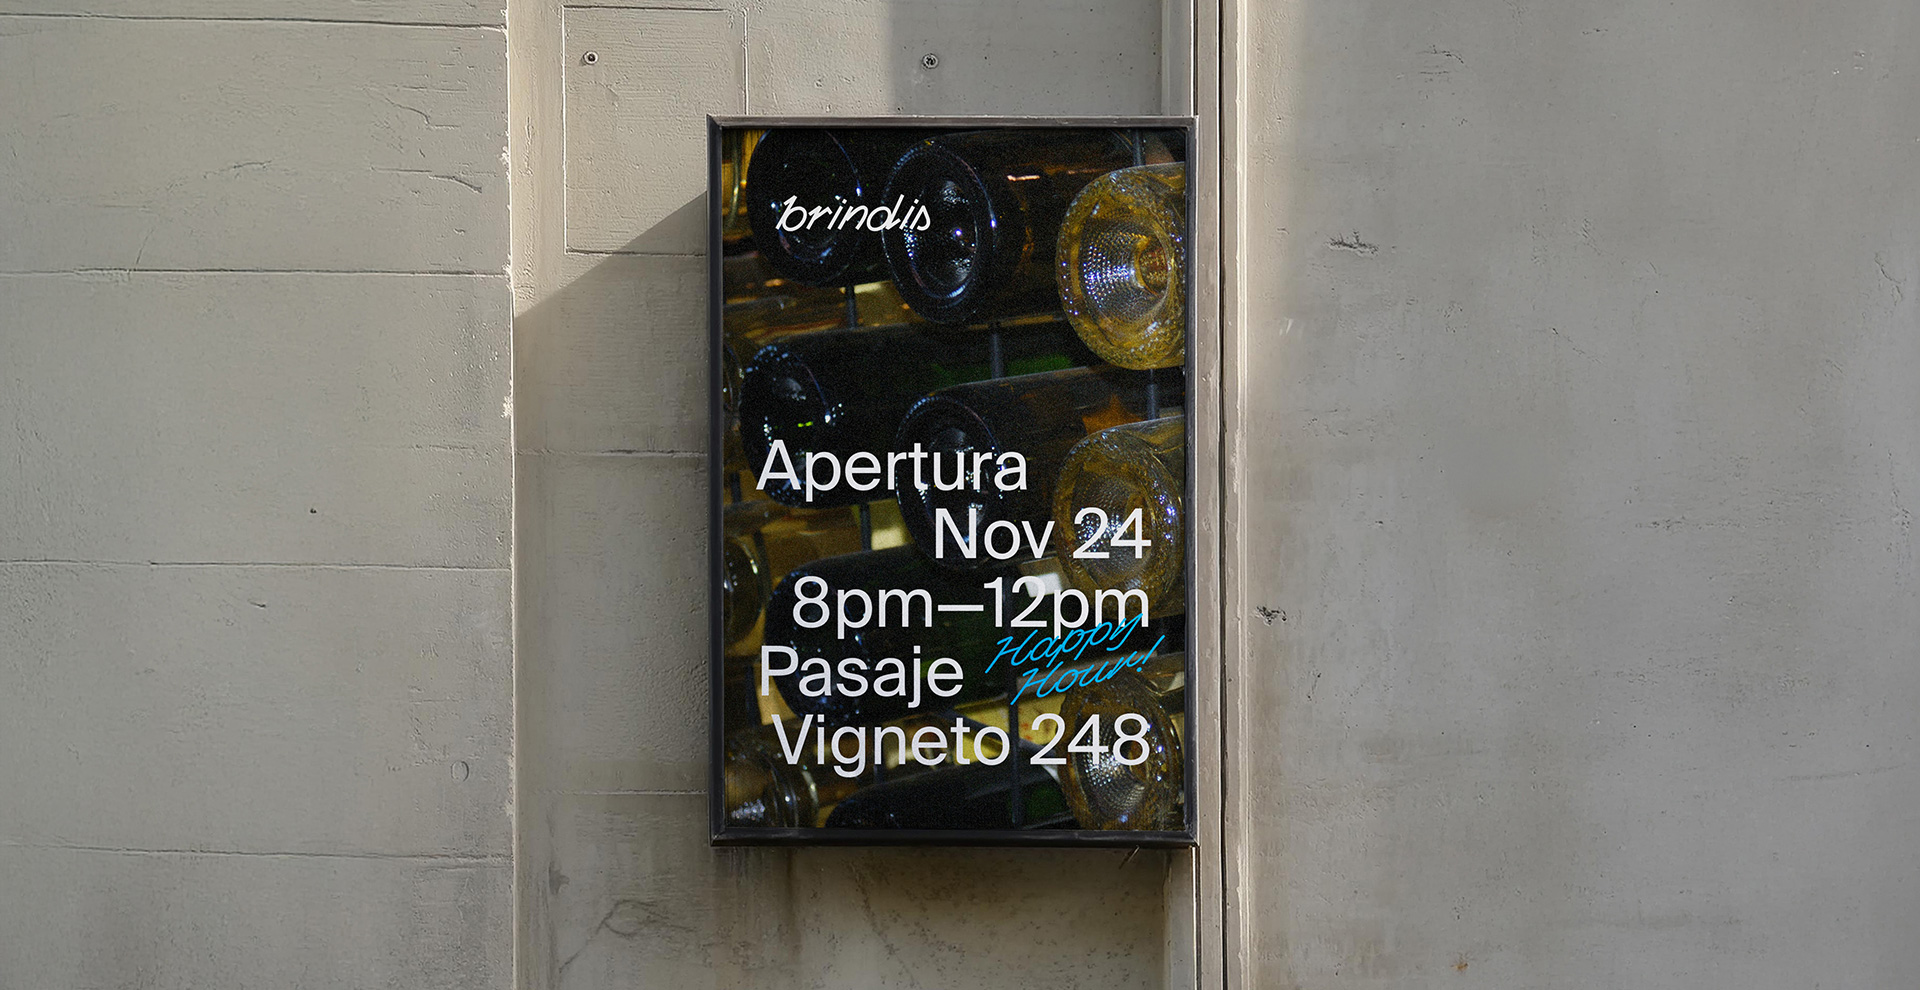 brindis
Apertura
Nov 24
8pm—12pm
Happy
Hour!
Pasaje
Vigneto 248